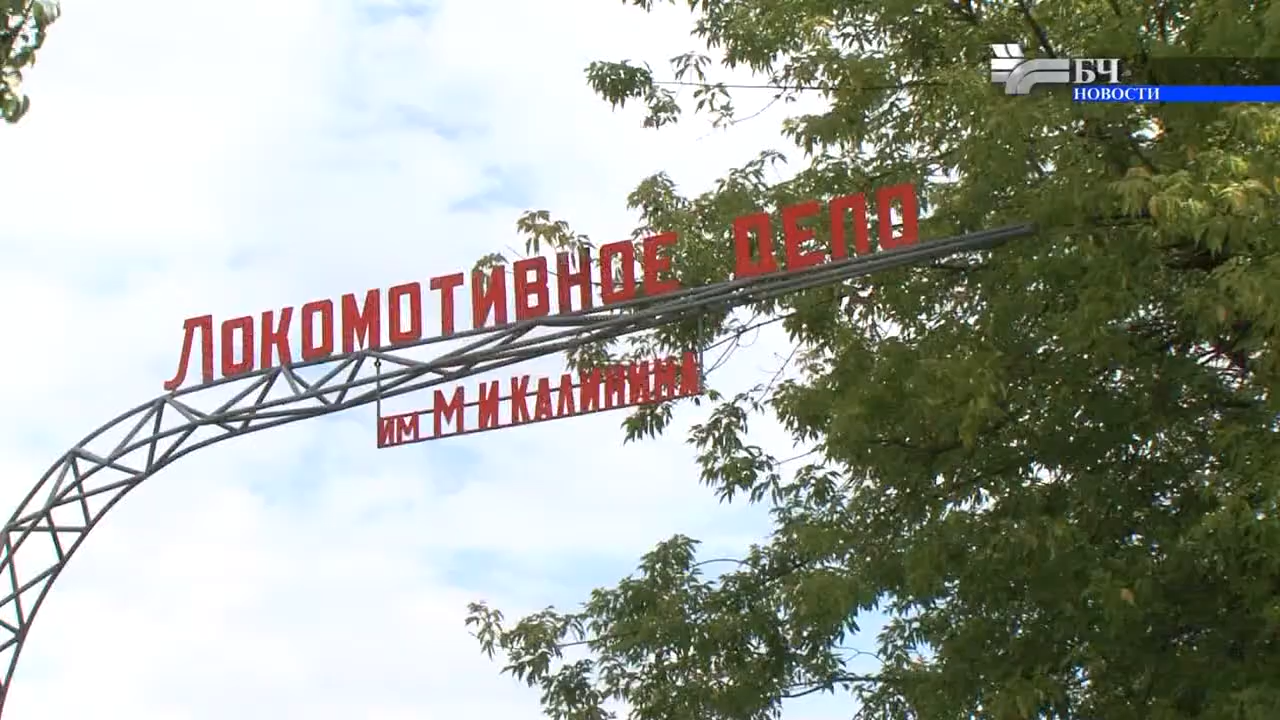 БЧ
НОВОСТИ
ЛОКОМОТИВНОЕ ДЕПО
ИМ М И КАЛИНИНА